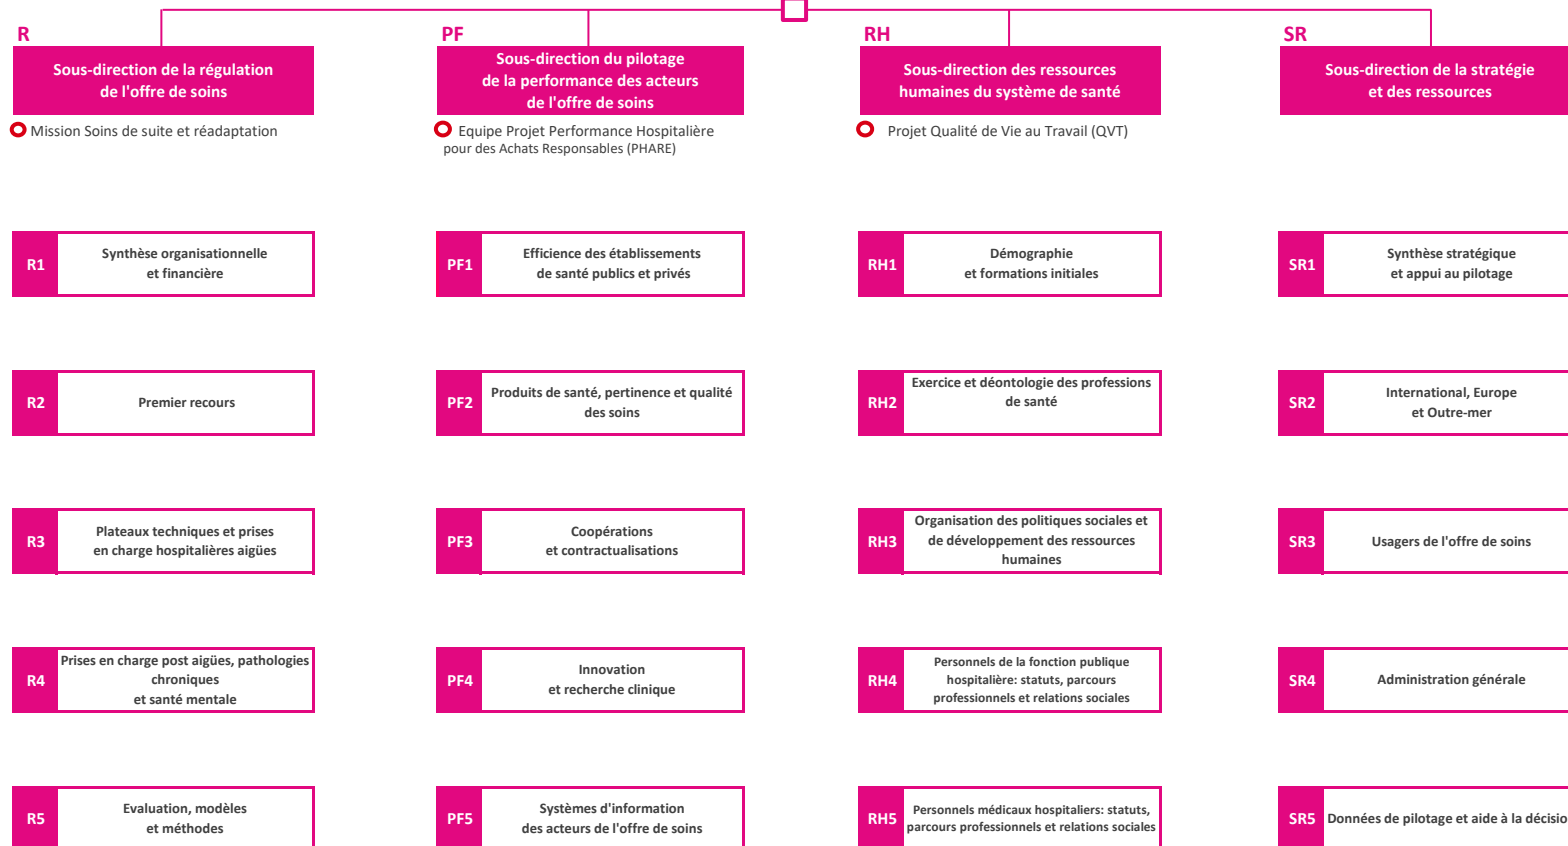 R
Sous-direction de la régulation
de l'offre de soins
Mission Soins de suite et réadaptation
R1
Synthèse organisationnelle
et financière
R2
Premier recours
R3
Plateaux techniques et prises
en charge hospitalières aigües
R4
Prises en charge post aigües, pathologies
chroniques
et santé mentale
R5
Evaluation, modèles
et méthodes
PF
Sous-direction du pilotage
de la performance des acteurs
de l'offre de soins
Equipe Projet Performance Hospitalière
pour des Achats Responsables (PHARE)
PF1
Efficience des établissements
de santé publics et privés
PF2
Produits de santé, pertinence et qualité
des soins
PF3
Coopérations
et contractualisations
PF4
Innovation
et recherche clinique
PF5
Systèmes d'information
des acteurs de l'offre de soins
RH
Sous-direction des ressources
humaines du système de santé
Projet Qualité de Vie au Travail (QVT)
RH1
Démographie
et formations initiales
RH2
Exercice et déontologie des professions
de santé
RH3
Organisation des politiques sociales et
de développement des ressources
humaines
RH4
Personnels de la fonction publique
hospitalière: statuts, parcours
professionnels et relations sociales
RH5
Personnels médicaux hospitaliers: statuts,
parcours professionnels et relations sociales
SR
Sous-direction de la stratégie
et des ressources
SR1
Synthèse stratégique
et appui au pilotage
SR2
International, Europe
et Outre-mer
SR3
Usagers de l'offre de soins
SR4
Administration générale
SR5
Données de pilotage et aide à la décisio